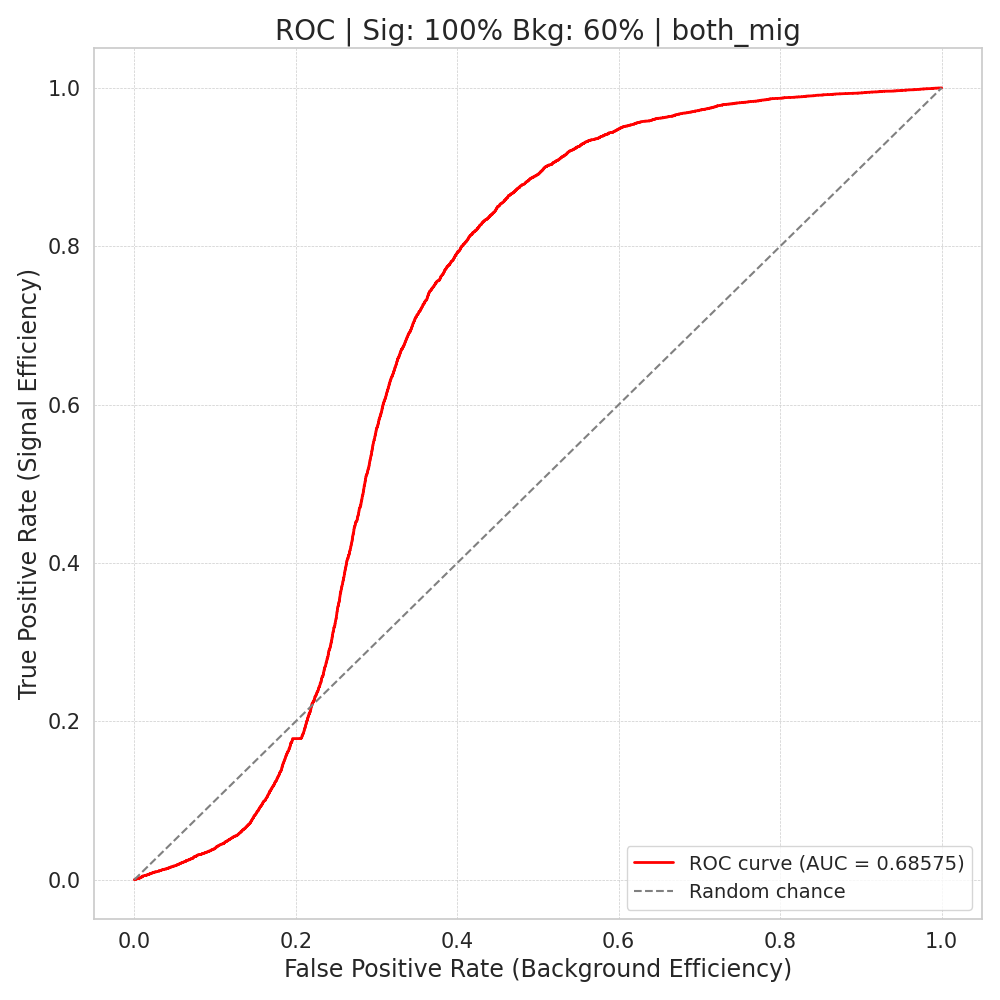 ROC | Sig: 100% Bkg: 60% | both_mig
True Positive Rate (Signal Efficiency)
1.0
0.8
0.6
0.4
0.2
0.0
ROC curve (AUC = 0.68575)
Random chance
0.0 0.2 0.4 0.6 0.8 1.0
False Positive Rate (Background Efficiency)